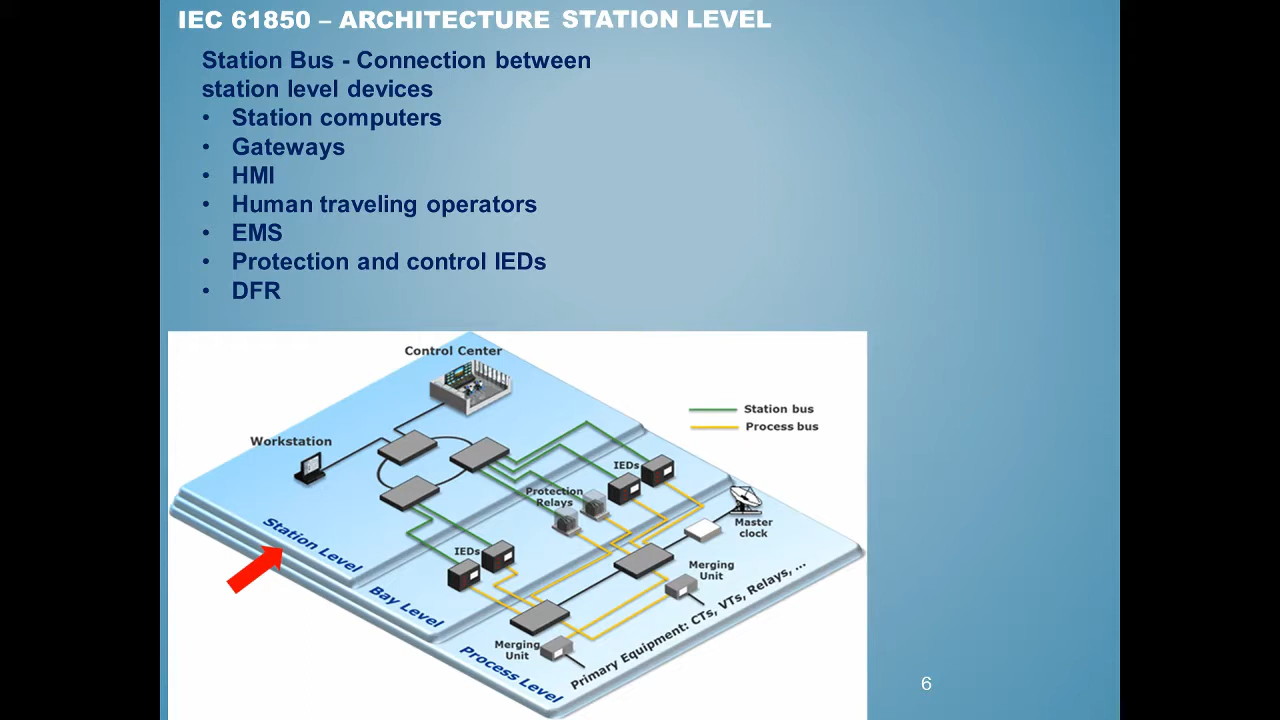 IEC 61850 – ARCHITECTURE STATION LEVEL
Station Bus - Connection between
station level devices
• Station computers
• Gateways
• HMI
• Human traveling operators
• EMS
• Protection and control IEDs
• DFR
Control Center
Station bus
Process bus
Workstation
IEDs
Protection
Relays
Master
clock
Station Level
IEDs
Merging
Unit
Bay Level
Primary Equipment: CTs, VTs, Relays, ...
Merging
Unit
Process Level
6